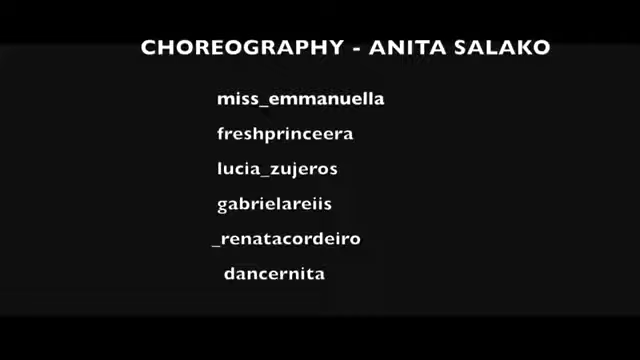 CHOREOGRAPHY - ANITA SALAKO
miss_emmanuella
freshprinceera
lucia_zujeros
gabrielareiis
_renatacordeiro
dancernita